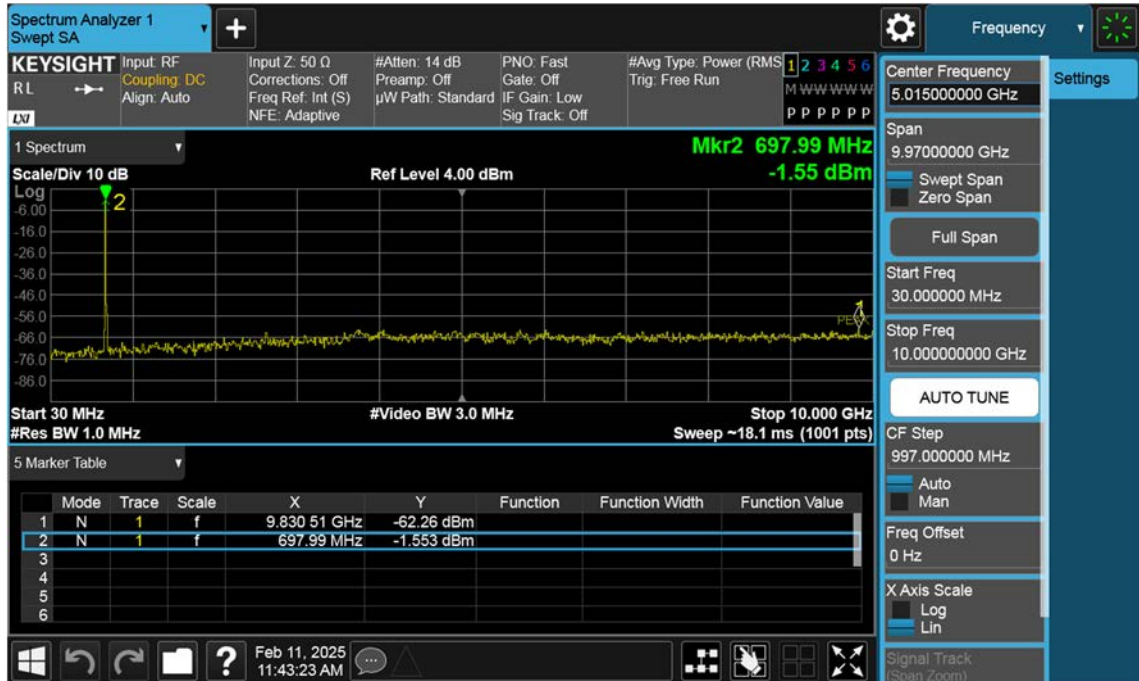 Spectrum Analyzer 1
Swept SA
+
Frequency
KEYSIGHT
RL
LXI
Input: RF
Coupling: DC
Align: Auto
Input Z: 50 Ω
Corrections: Off
Freq Ref: Int (S)
NFE: Adaptive
#Atten: 14 dB
Preamp: Off
µW Path: Standard
PNO: Fast
Gate: Off
IF Gain: Low
Sig Track: Off
#Avg Type: Power (RMS
Trig: Free Run
1 2 3 4 5 6
M W W W W W
P P P P P P
1 Spectrum
Mkr2 697.99 MHz
-1.55 dBm
Scale/Div 10 dB
Ref Level 4.00 dBm
Log
2
-6.00
-16.0
-26.0
-36.0
-46.0
1
-56.0
PEAK
-66.0
-76.0
-86.0
Start 30 MHz
#Video BW 3.0 MHz
Stop 10.000 GHz
#Res BW 1.0 MHz
Sweep ~18.1 ms (1001 pts)
5 Marker Table
Mode Trace Scale X Y Function Function Width Function Value
1 N 1 f 9.830 51 GHz -62.26 dBm
2 N 1 f 697.99 MHz -1.553 dBm
3
4
5
6
?
Feb 11, 2025
11:43:23 AM
Center Frequency
5.015000000 GHz
Settings
Span
9.97000000 GHz
Swept Span
Zero Span
Full Span
Start Freq
30.000000 MHz
Stop Freq
10.000000000 GHz
AUTO TUNE
CF Step
997.000000 MHz
Auto
Man
Freq Offset
0 Hz
X Axis Scale
Log
Lin
Signal Track
(Span Zoom)